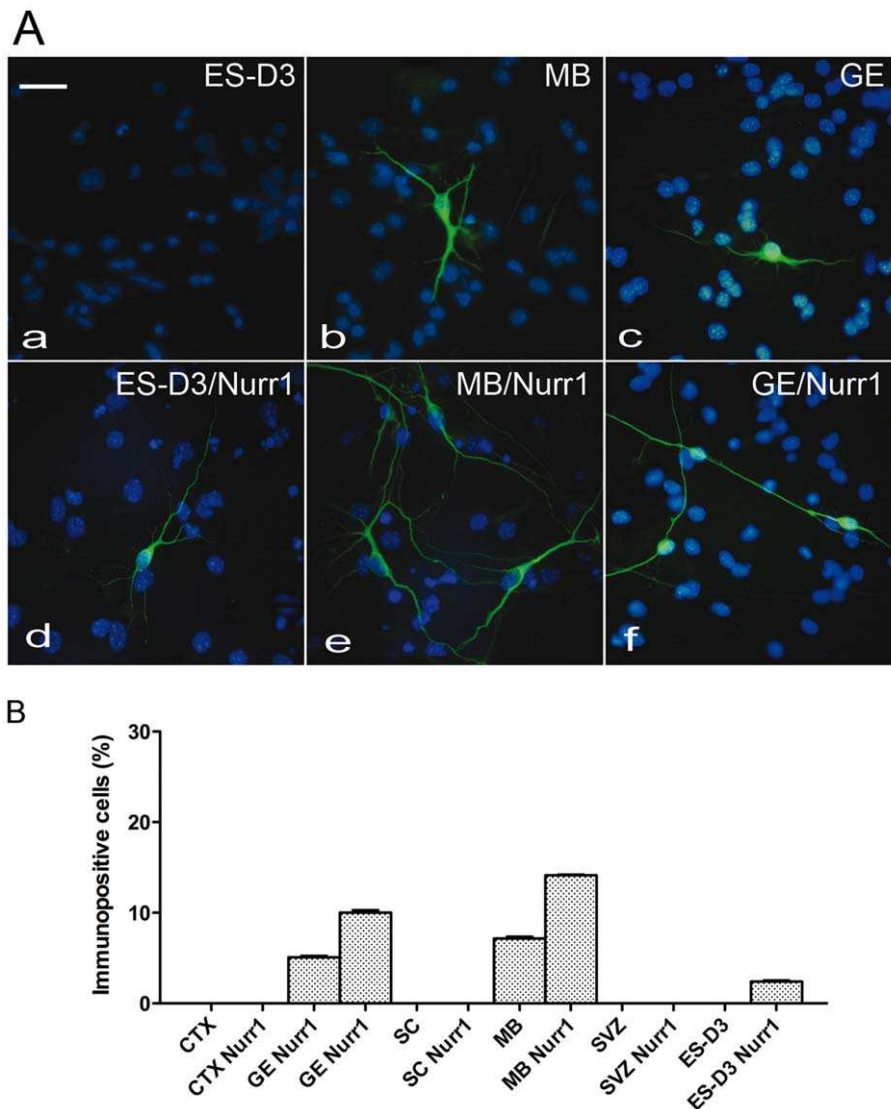 A
ES-D3
MB
GE
a
b
c
ES-D3/Nurr1
MB/Nurr1
GE/Nurr1
d
e
f
B
Immunopositive cells (%)
30
20
10
0
CTX
CTX Nurr1
GE Nurr1
GE Nurr1
SC
SC Nurr1
MB
MB Nurr1
SVZ
SVZ Nurr1
ES-D3
ES-D3 Nurr1